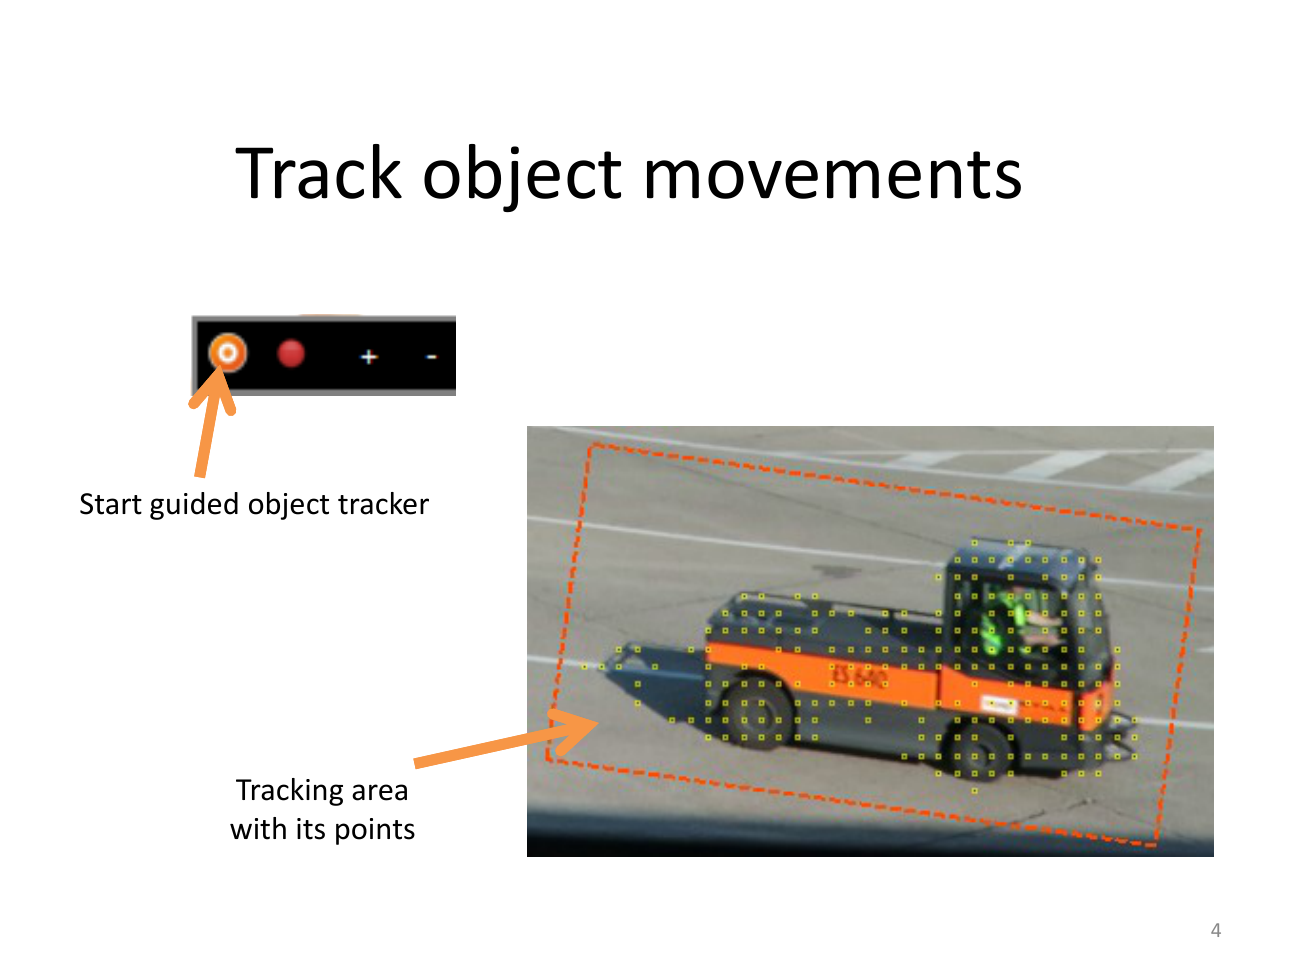 Track object movements
+ -
Start guided object tracker
Tracking area
with its points
4